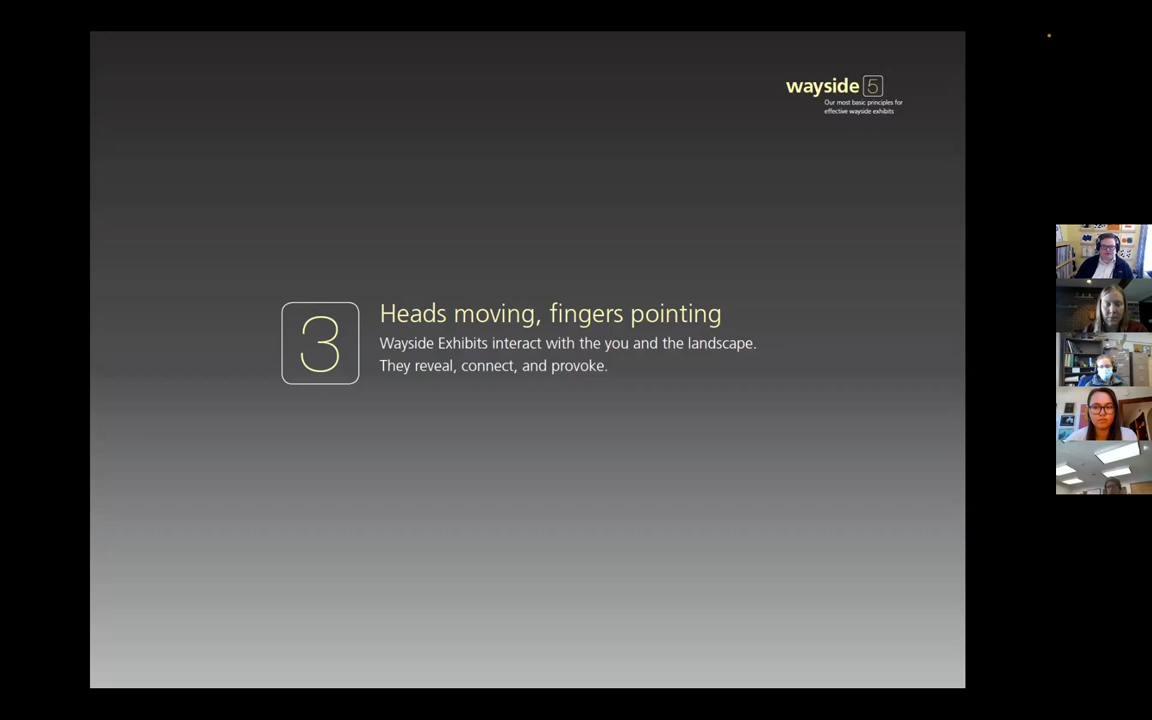 wayside 5
Our most basic principles for
effective wayside exhibits
3
Heads moving, fingers pointing
Wayside Exhibits interact with the you and the landscape.
They reveal, connect, and provoke.